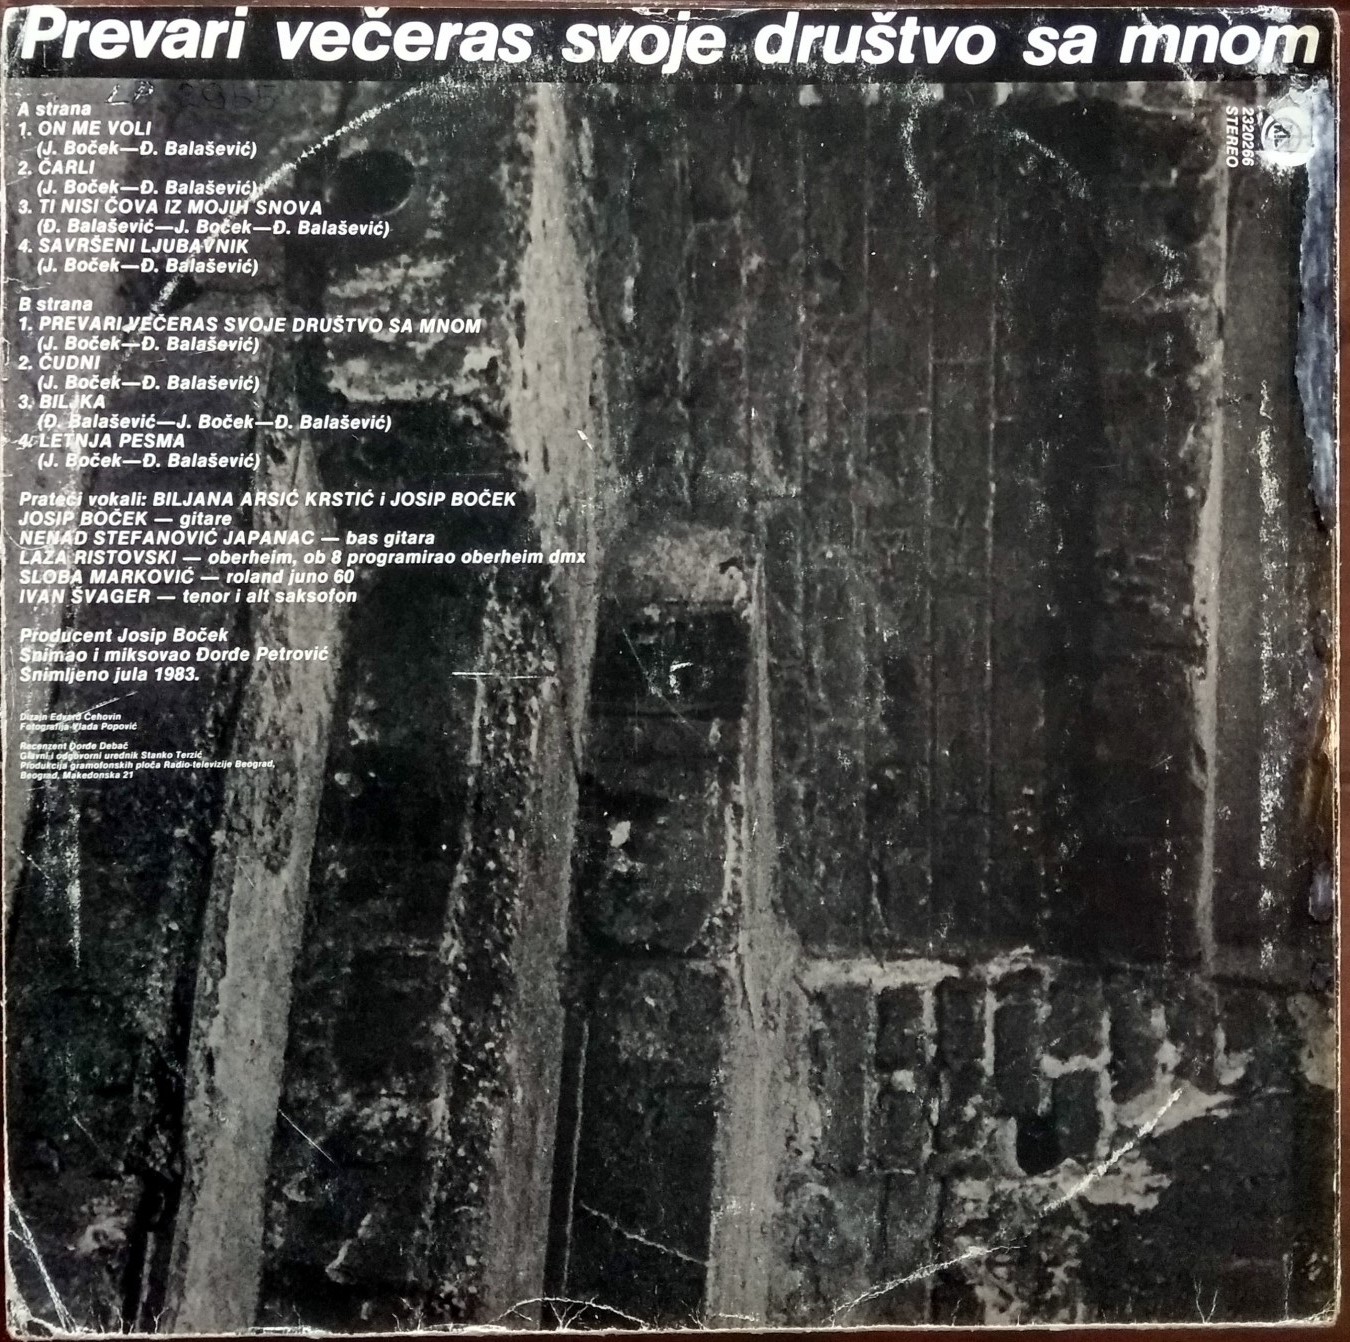 Prevari večeras svoje društvo sa mnom
LP
A strana
1. ON ME VOLI
(J. Boček—Đ. Balašević)
2. ČARLI
(J. Boček—Đ. Balašević)
3. TI NISI ČOVA IZ MOJIH SNOVA
(Đ. Balašević—J. Boček—Đ. Balašević)
4. SAVRŠENI LJUBAVNIK
(J. Boček—Đ. Balašević)
B strana
1. PREVARI VEČERAS SVOJE DRUŠTVO SA MNOM
(J. Boček—Đ. Balašević)
2. ČUDNI
(J. Boček—Đ. Balašević)
3. BILJKA
(Đ. Balašević—J. Boček—Đ. Balašević)
4. LETNJA PESMA
(J. Boček—Đ. Balašević)
Prateći vokali: BILJANA ARSIĆ KRSTIĆ i JOSIP BOČEK
JOSIP BOČEK — gitare
NENAD STEFANOVIĆ JAPANAC — bas gitara
LAZA RISTOVSKI — oberheim, ob 8 programirao oberheim dmx
SLOBA MARKOVIĆ — roland juno 60
IVAN ŠVAGER — tenor i alt saksofon
Producent Josip Boček
Snimao i miksovao Đorđe Petrović
Snimljeno jula 1983.
Dizajn Edvard Čehovin
Fotografija Vlada Popović
Recenzent Đorđe Debač
Glavni i odgovorni urednik Stanko Terzić
Produkcija gramofonskih ploča Radio-televizije Beograd,
Beograd, Makedonska 21
2320266
STEREO